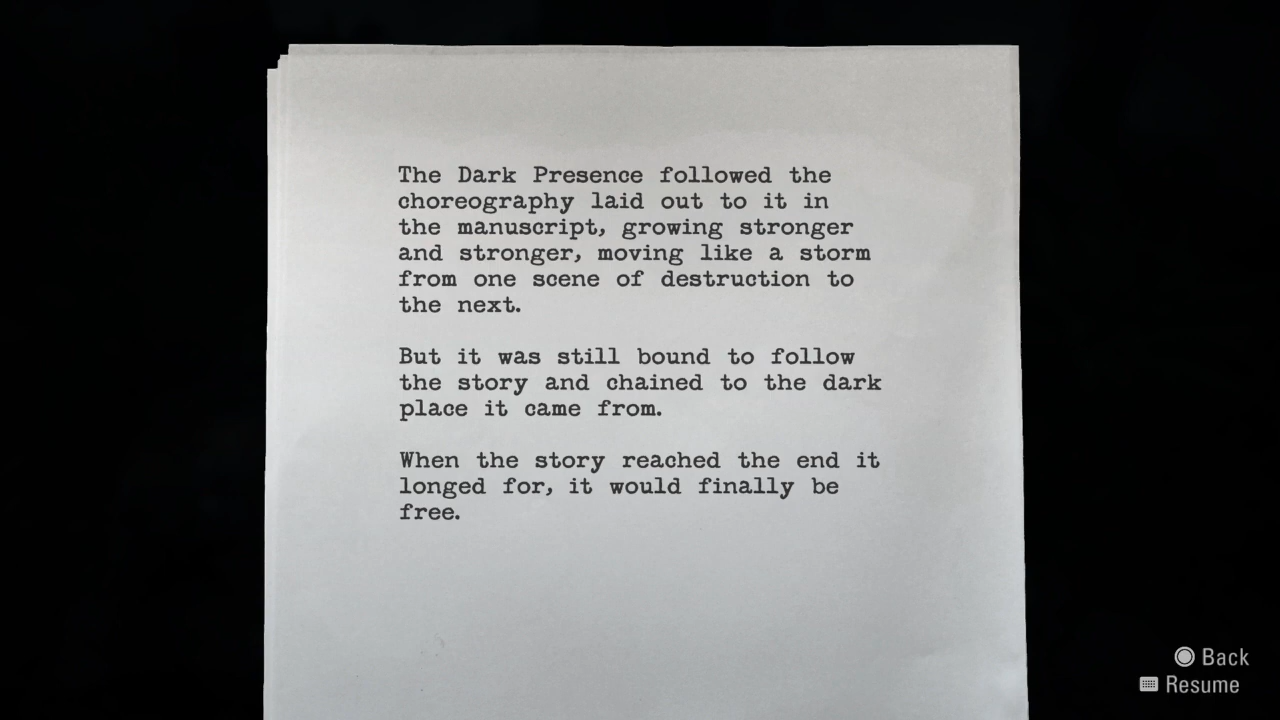 The Dark Presence followed the
choreography laid out to it in
the manuscript, growing stronger
and stronger, moving like a storm
from one scene of destruction to
the next.
But it was still bound to follow
the story and chained to the dark
place it came from.
When the story reached the end it
longed for, it would finally be
free.
Back
Resume